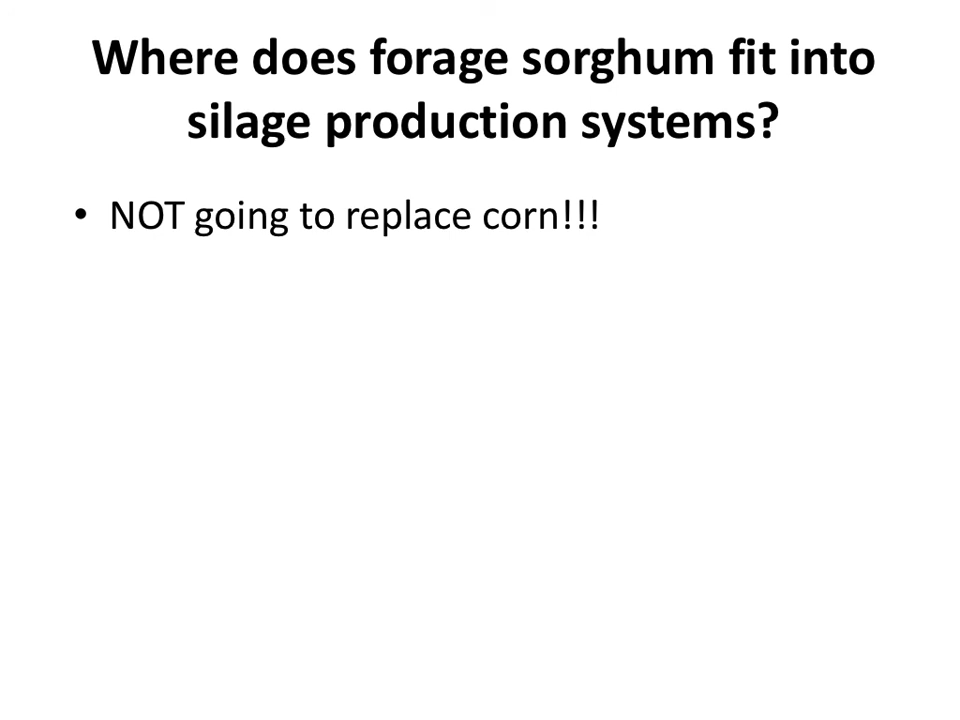 Where does forage sorghum fit into
silage production systems?
• NOT going to replace corn!!!